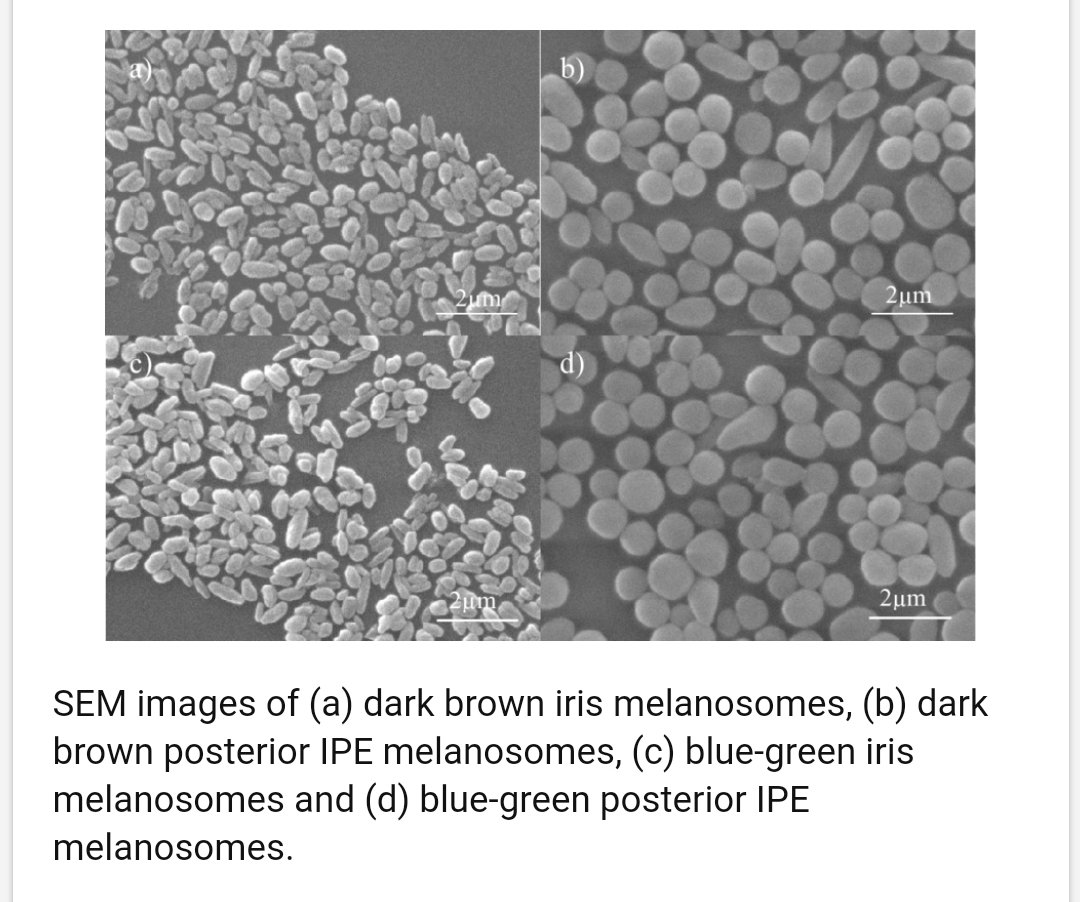 a)
b)
2μm
2μm
c)
d)
2μm
2μm
SEM images of (a) dark brown iris melanosomes, (b) dark
brown posterior IPE melanosomes, (c) blue-green iris
melanosomes and (d) blue-green posterior IPE
melanosomes.